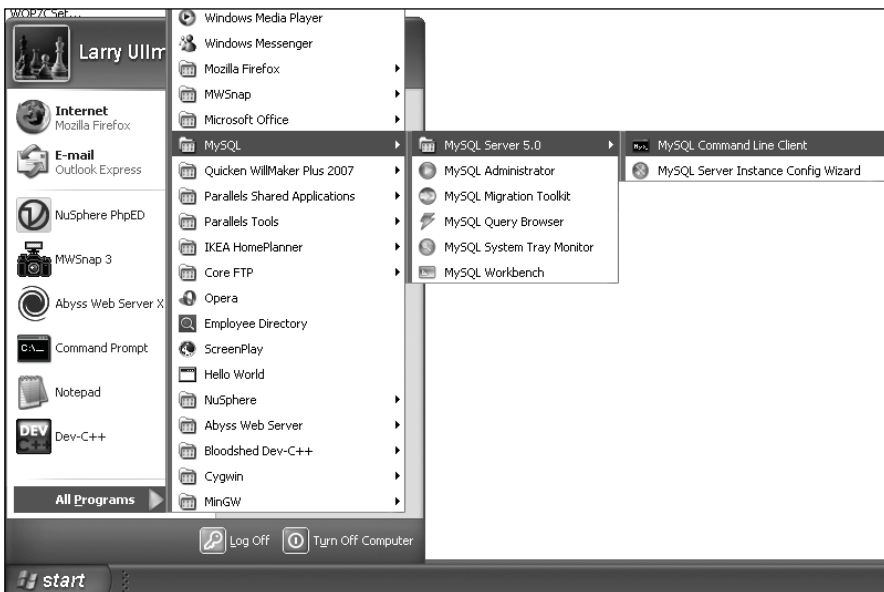 WOPZCSet...
Larry Ullm
Internet
Mozilla Firefox
E-mail
Outlook Express
NuSphere PhpED
MWSnap 3
Abyss Web Server X
Command Prompt
Notepad
Dev-C++
All Programs
Windows Media Player
Windows Messenger
Mozilla Firefox
MWSnap
Microsoft Office
MySQL
Quicken WillMaker Plus 2007
Parallels Shared Applications
Parallels Tools
IKEA HomePlanner
Core FTP
Opera
Employee Directory
ScreenPlay
Hello World
NuSphere
Abyss Web Server
Bloodshed Dev-C++
Cygwin
MinGW
MySQL Server 5.0
MySQL Administrator
MySQL Migration Toolkit
MySQL Query Browser
MySQL System Tray Monitor
MySQL Workbench
MySQL Command Line Client
MySQL Server Instance Config Wizard
Log Off
Turn Off Computer
start